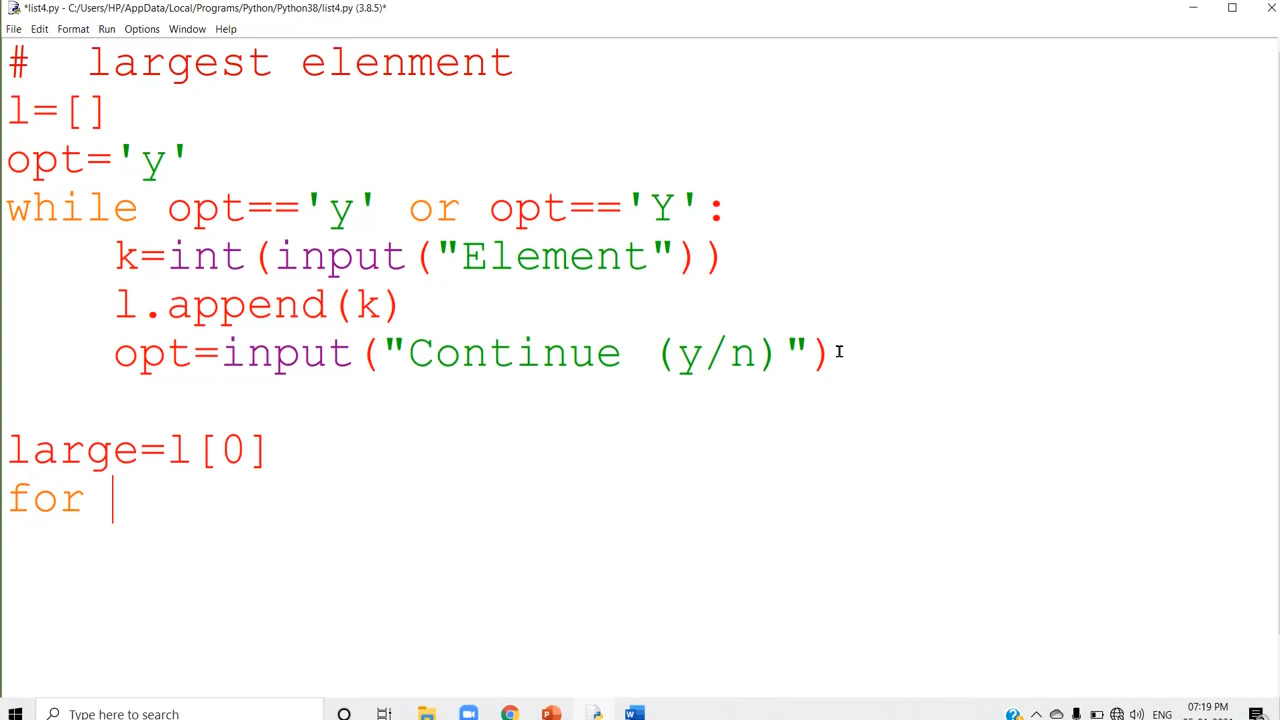 *list4.py - C:/Users/HP/AppData/Local/Programs/Python/Python38/list4.py (3.8.5)*
File Edit Format Run Options Window Help
#  largest elenment
l=[]
opt='y'
while opt=='y' or opt=='Y':
    k=int(input("Element"))
    l.append(k)
    opt=input("Continue (y/n)")
large=l[0]
for
Type here to search
ENG
07:19 PM